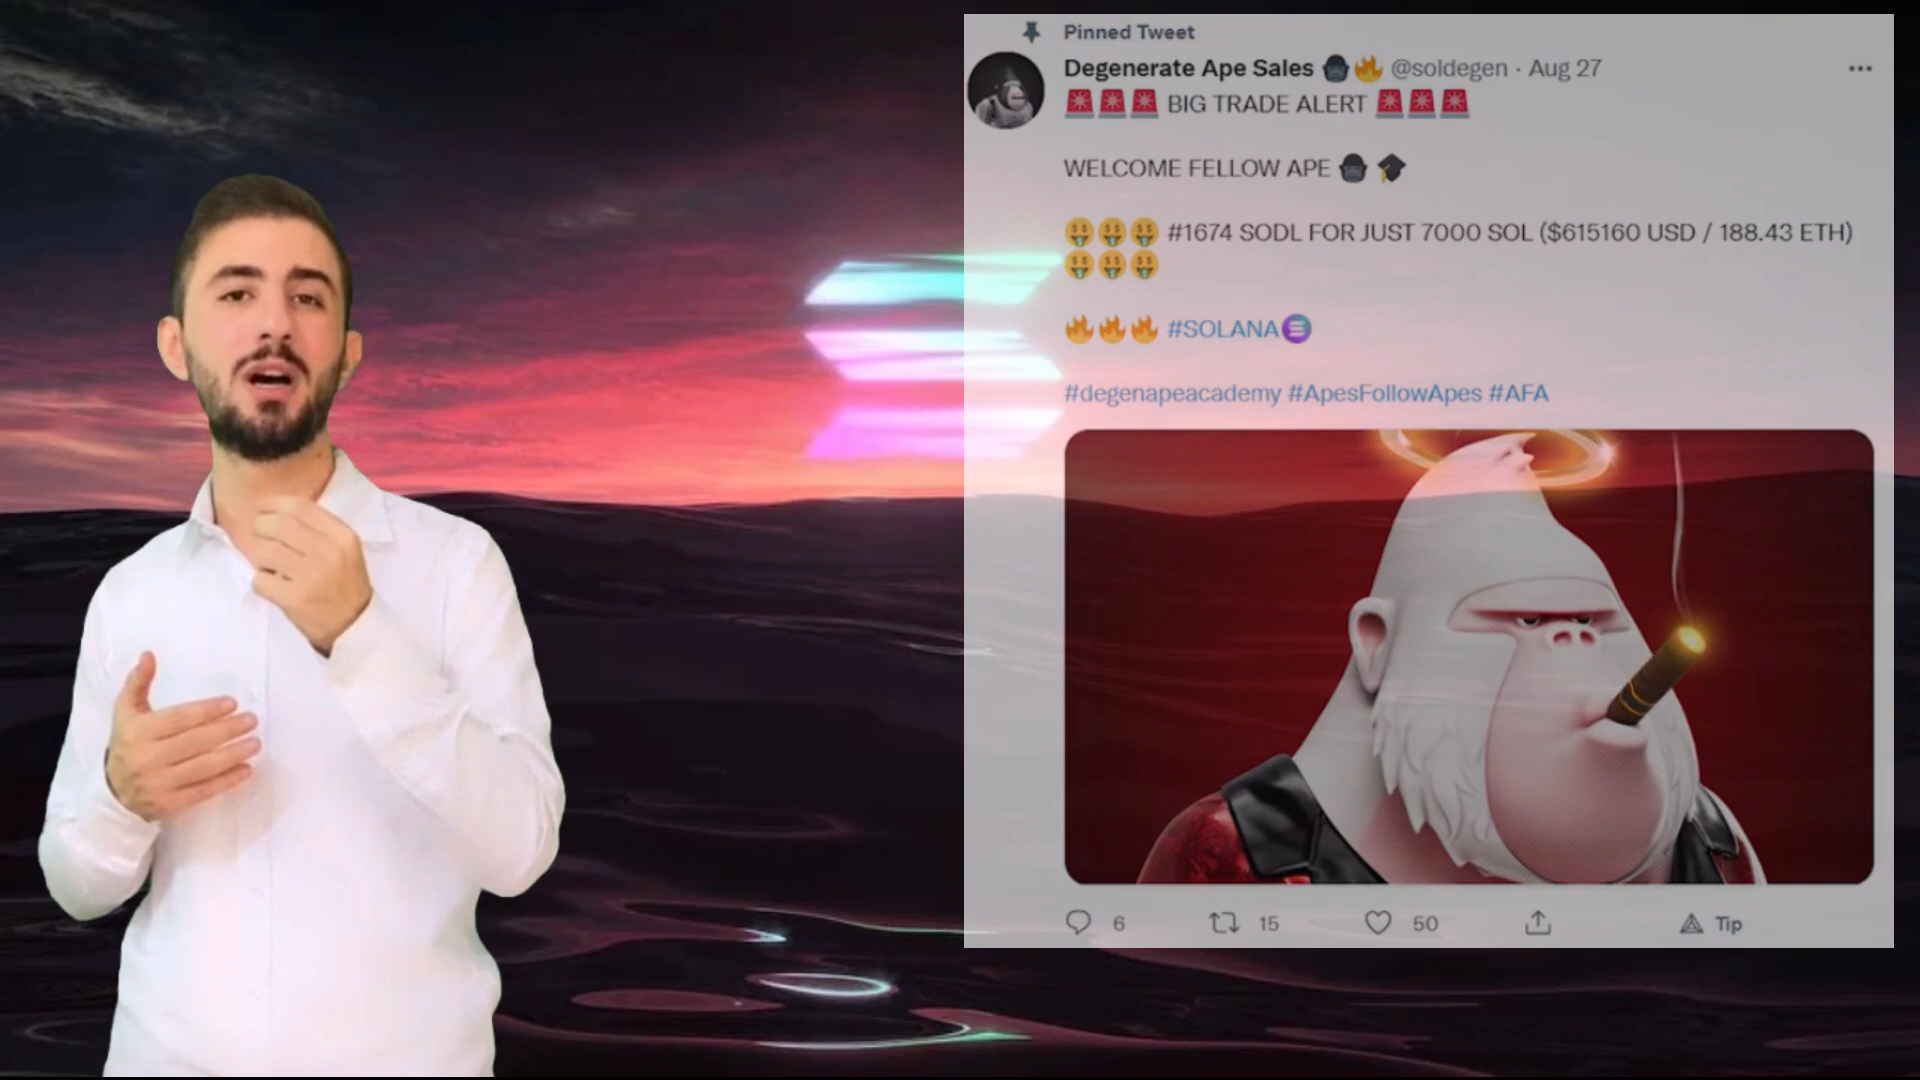 Pinned Tweet
Degenerate Ape Sales 🦍🔥 @soldegen · Aug 27
🚨🚨🚨 BIG TRADE ALERT 🚨🚨🚨
WELCOME FELLOW APE 🦍 🎓
🤑🤑🤑 #1674 SODL FOR JUST 7000 SOL ($615160 USD / 188.43 ETH)
🤑🤑🤑
🔥🔥🔥 #SOLANA
#degenapeacademy #ApesFollowApes #AFA
6 15 50 Tip